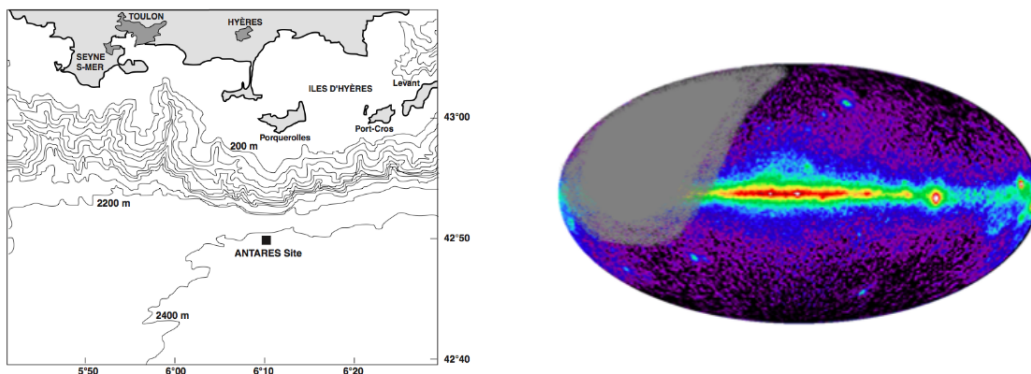 TOULON
HYÈRES
SEYNE
S-MER
Levant
ILES D'HYÈRES
Port-Cros
Porquerolles
200 m
43°00
2200 m
42°50
ANTARES Site
2400 m
42°40
5°50
6°00
6°10
6°20